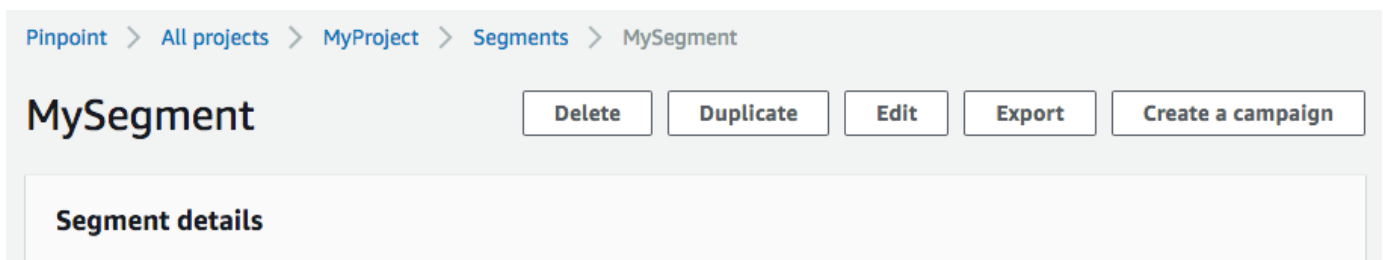 Pinpoint > All projects > MyProject > Segments > MySegment
MySegment Delete Duplicate Edit Export Create a campaign
Segment details